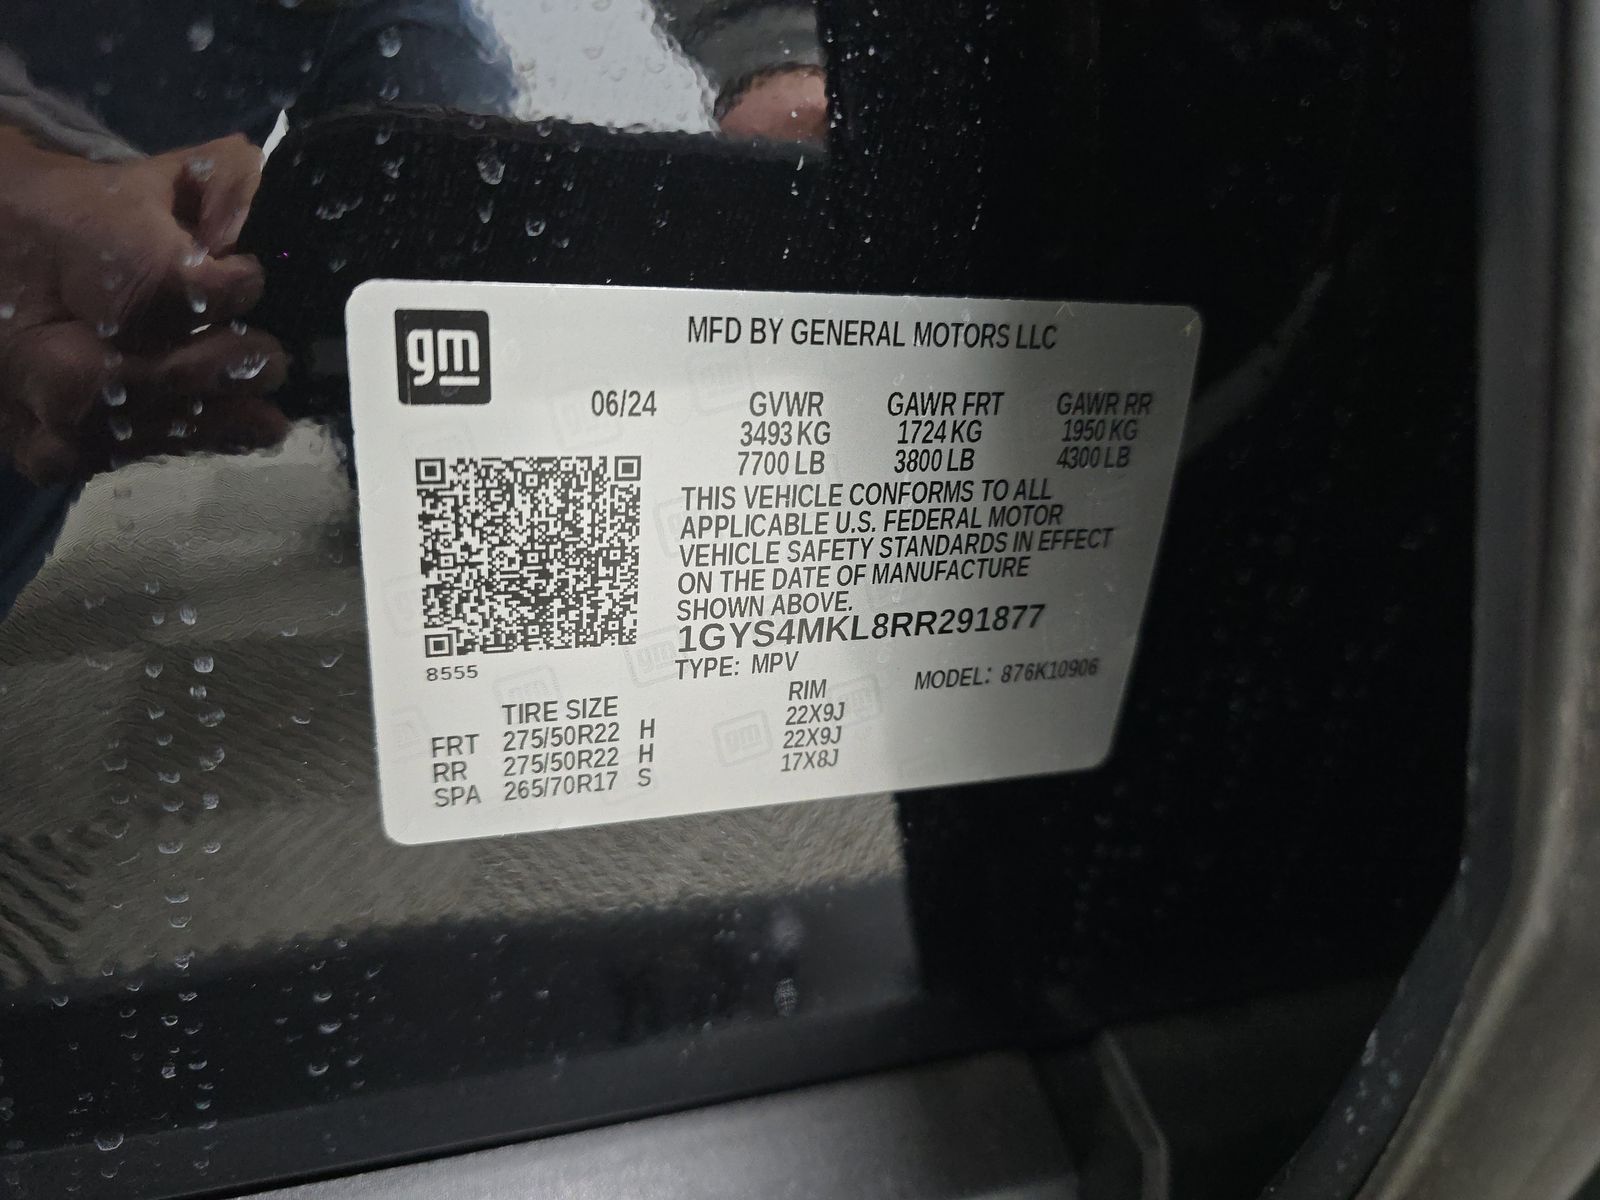 gm
MFD BY GENERAL MOTORS LLC
06/24 GVWR GAWR FRT GAWR RR
3493 KG 1724 KG 1950 KG
7700 LB 3800 LB 4300 LB
THIS VEHICLE CONFORMS TO ALL
APPLICABLE U.S. FEDERAL MOTOR
VEHICLE SAFETY STANDARDS IN EFFECT
ON THE DATE OF MANUFACTURE
SHOWN ABOVE.
1GYS4MKL8RR291877
8555
TYPE: MPV MODEL: 876K10906
TIRE SIZE RIM
FRT 275/50R22 H 22X9J
RR 275/50R22 H 22X9J
SPA 265/70R17 S 17X8J